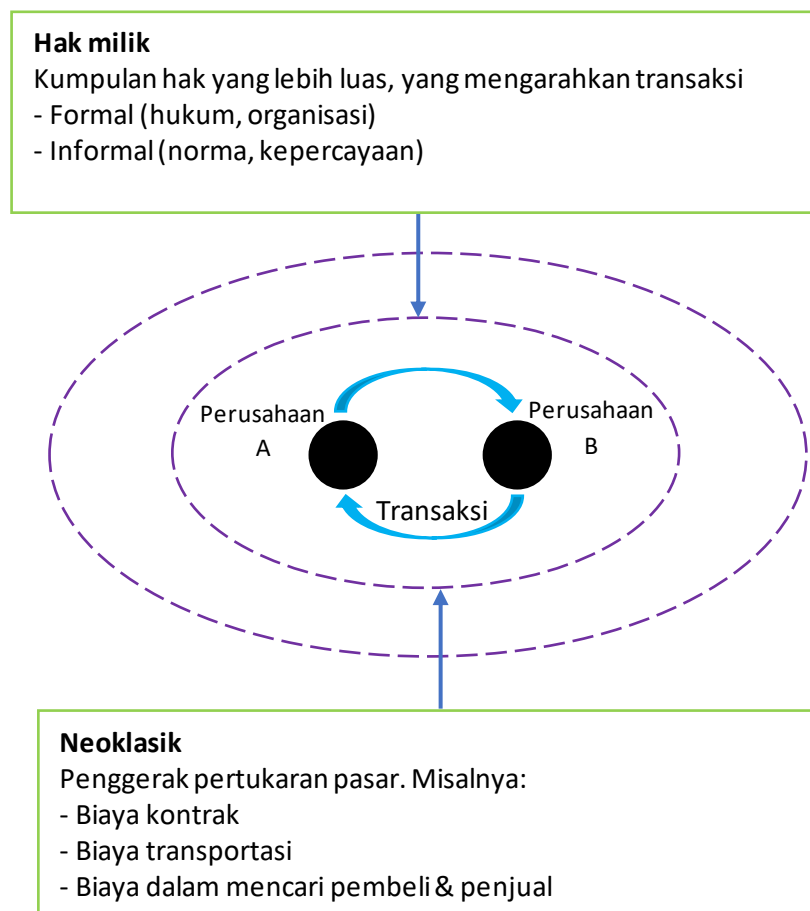 Hak milik
Kumpulan hak yang lebih luas, yang mengarahkan transaksi
- Formal (hukum, organisasi)
- Informal (norma, kepercayaan)
Perusahaan
A
Perusahaan
B
Transaksi
Neoklasik
Penggerak pertukaran pasar. Misalnya:
- Biaya kontrak
- Biaya transportasi
- Biaya dalam mencari pembeli & penjual